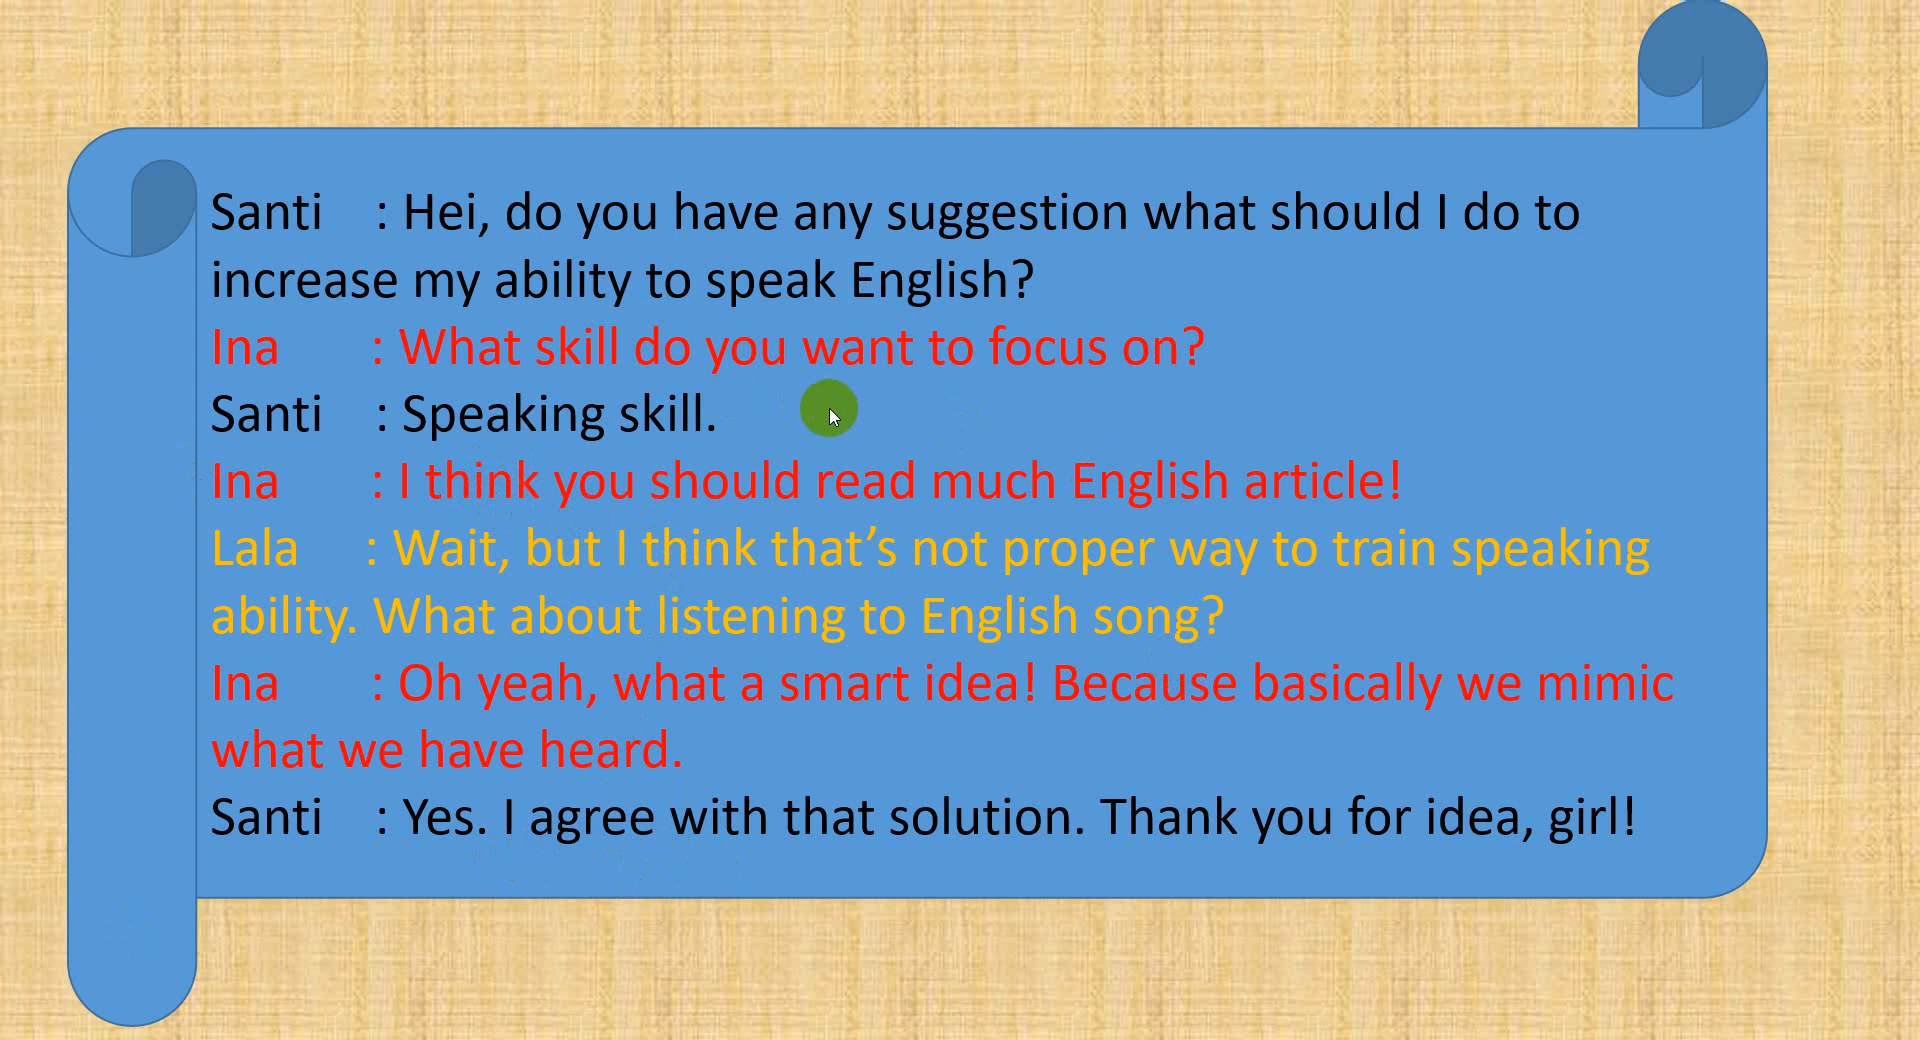 Santi : Hei, do you have any suggestion what should I do to
increase my ability to speak English?
Ina : What skill do you want to focus on?
Santi : Speaking skill.
Ina : I think you should read much English article!
Lala : Wait, but I think that’s not proper way to train speaking
ability. What about listening to English song?
Ina : Oh yeah, what a smart idea! Because basically we mimic
what we have heard.
Santi : Yes. I agree with that solution. Thank you for idea, girl!